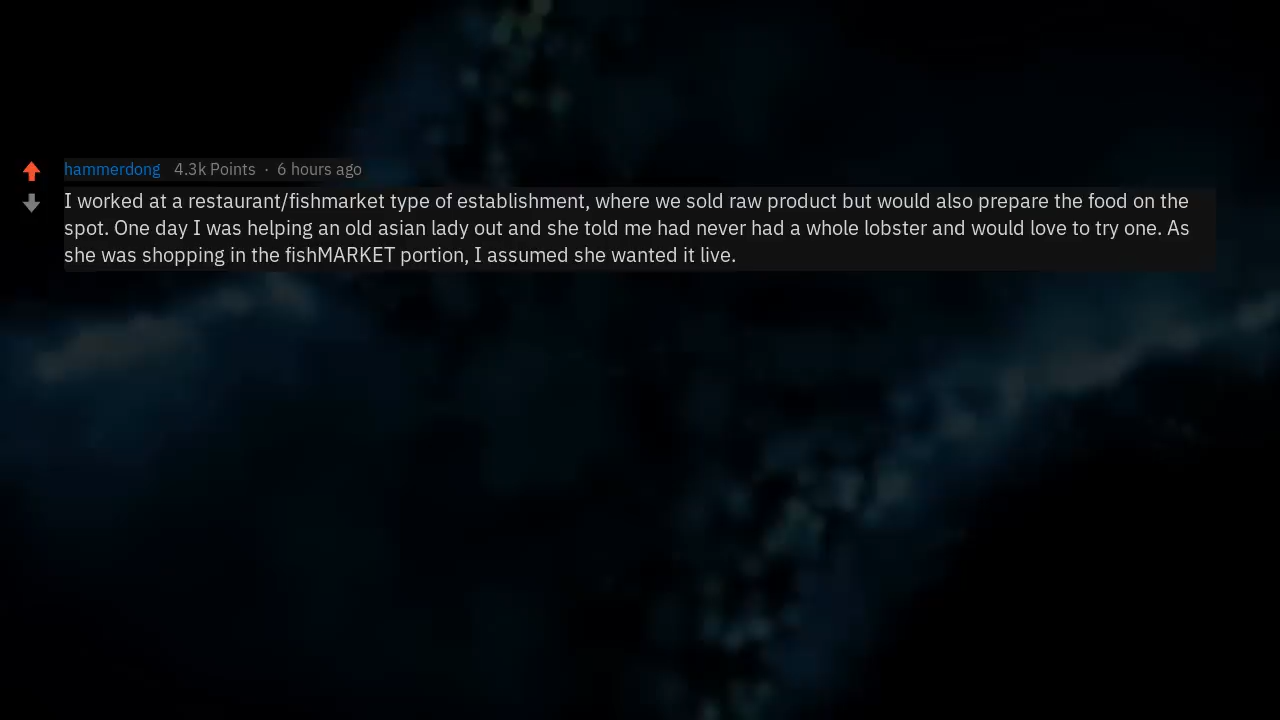 hammerdong 4.3k Points · 6 hours ago
I worked at a restaurant/fishmarket type of establishment, where we sold raw product but would also prepare the food on the
spot. One day I was helping an old asian lady out and she told me had never had a whole lobster and would love to try one. As
she was shopping in the fishMARKET portion, I assumed she wanted it live.